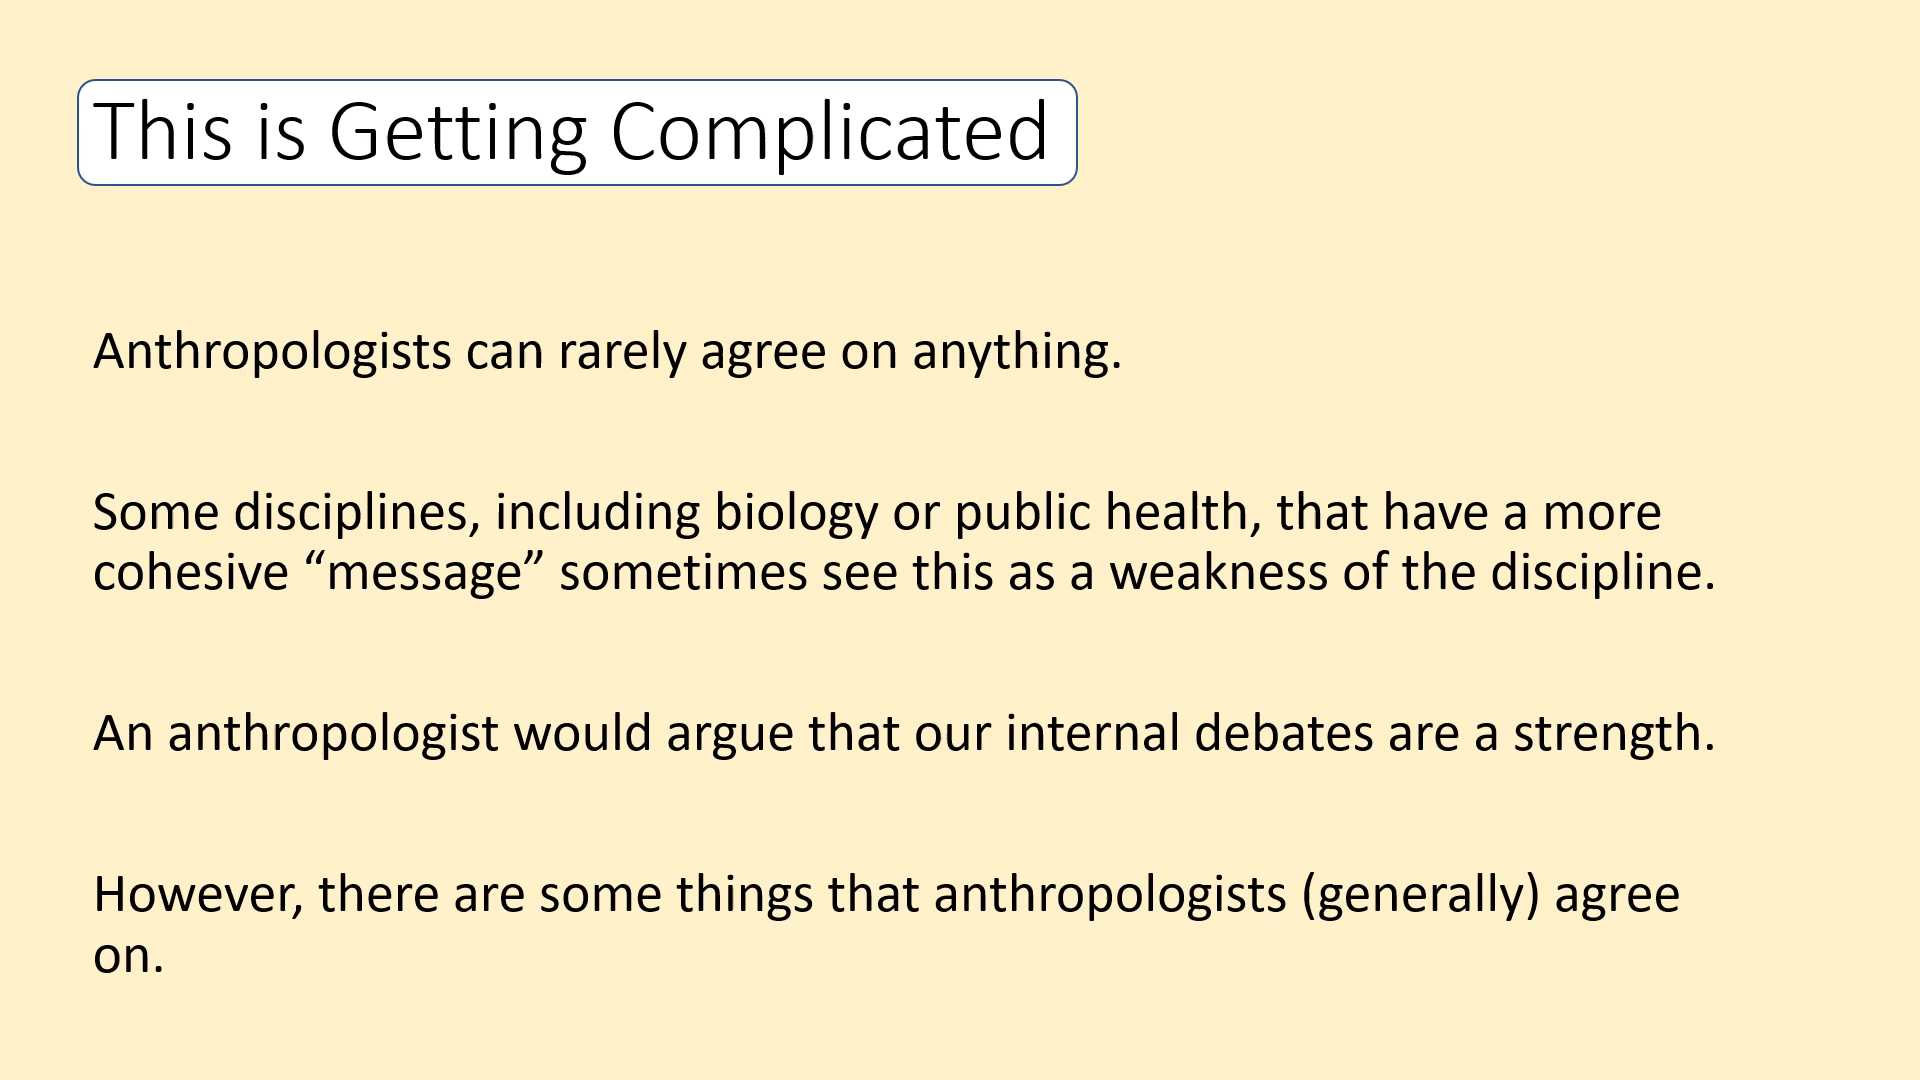 This is Getting Complicated
Anthropologists can rarely agree on anything.
Some disciplines, including biology or public health, that have a more
cohesive “message” sometimes see this as a weakness of the discipline.
An anthropologist would argue that our internal debates are a strength.
However, there are some things that anthropologists (generally) agree
on.